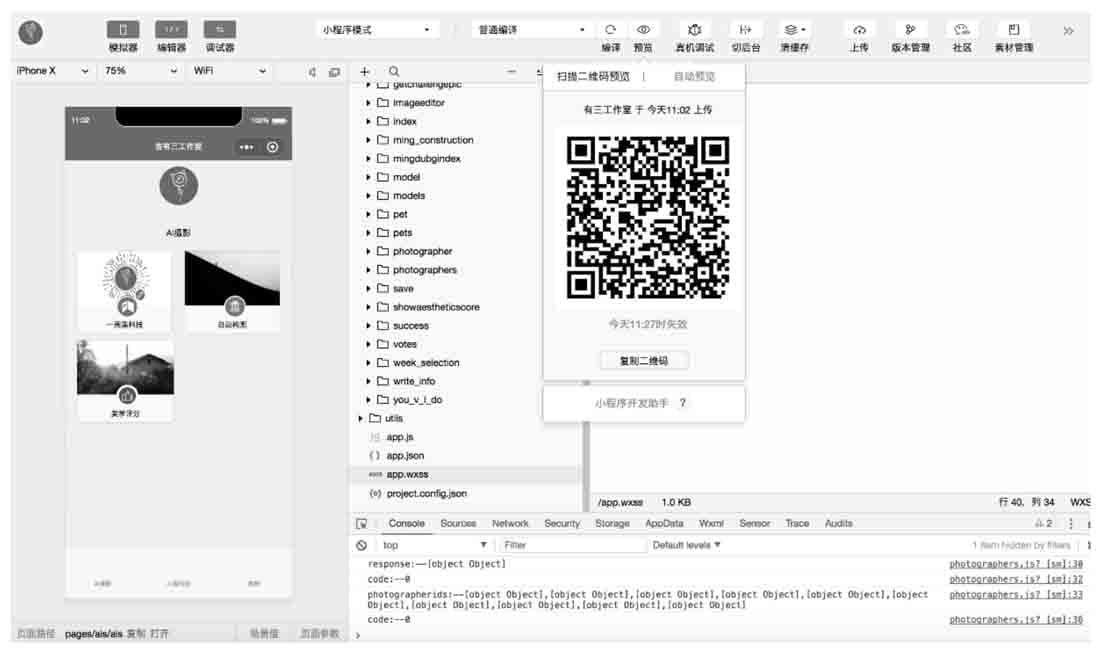 模拟器 编辑器 调试器 小程序模式 普通编译 编译 预览 真机调试 切后台 清缓存 上传 版本管理 社区 素材管理
iPhone X 75% WiFi
11:02 100%
言有三工作室
AI摄影
自动构图
美学评分
getchallengepic
imageeditor
index
ming_construction
mingdubgindex
model
models
pet
pets
photographer
photographers
save
showaestheticscore
success
votes
week_selection
write_info
you_v_i_do
utils
app.js
app.json
app.wxss
project.config.json
扫描二维码预览 | 自动预览
有三工作室 于 今天11:02 上传
今天11:27时失效
复制二维码
小程序开发助手 ?
/app.wxss 1.0 KB 行 40, 列 34 WXS
Console Sources Network Security Storage AppData Wxml Sensor Trace Audits 2
top Filter Default levels 1 item hidden by filters
response:--[object Object] photographers.js? [sm]:30
code:--0 photographers.js? [sm]:32
photographerids:--[object Object],[object Object],[object Object],[object Object],[object Object],[object photographers.js? [sm]:33
Object],[object Object],[object Object],[object Object],[object Object]
code:--0 photographers.js? [sm]:36
页面路径 pages/ais/ais 复制 打开 场景值 页面参数